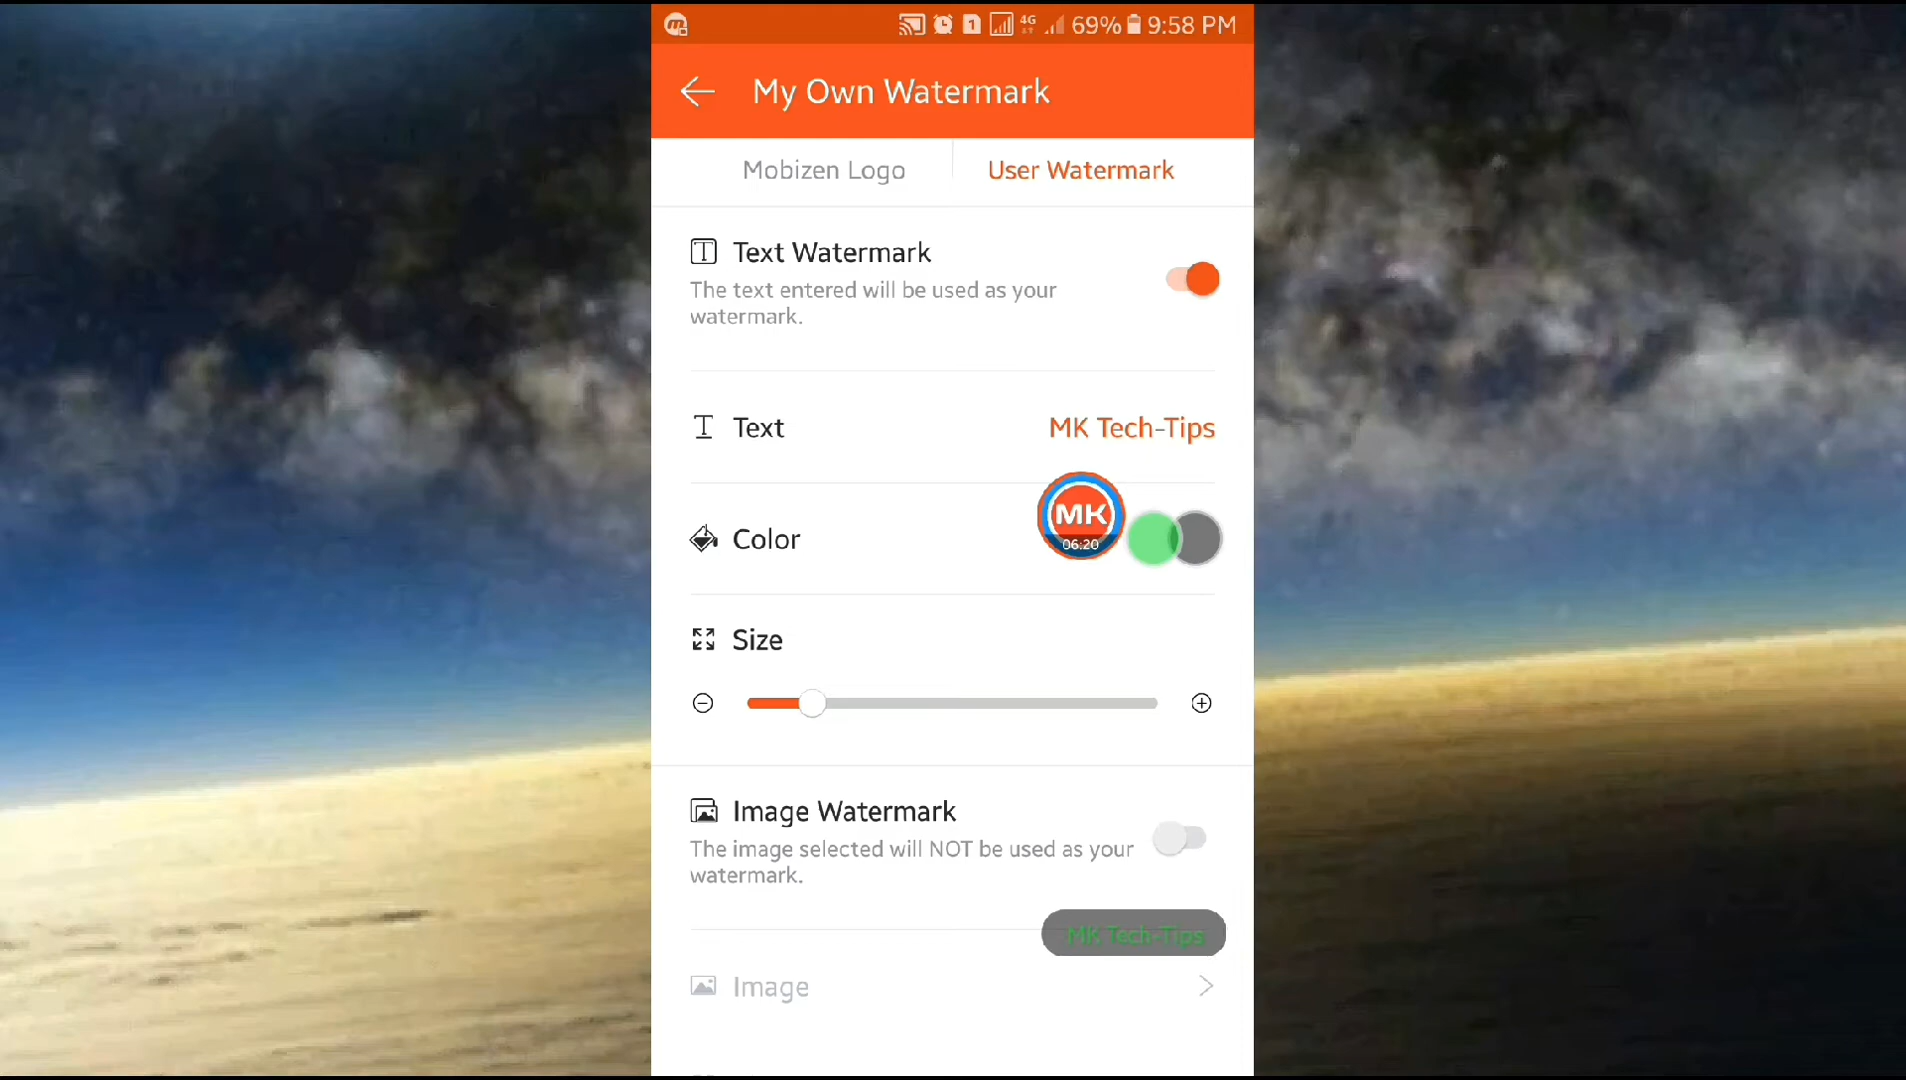 1 4G 69% 9:58 PM
My Own Watermark
Mobizen Logo
User Watermark
Text Watermark
The text entered will be used as your
watermark.
Text
MK Tech-Tips
MK
06:20
Color
Size
Image Watermark
The image selected will NOT be used as your
watermark.
MK Tech-Tips
Image